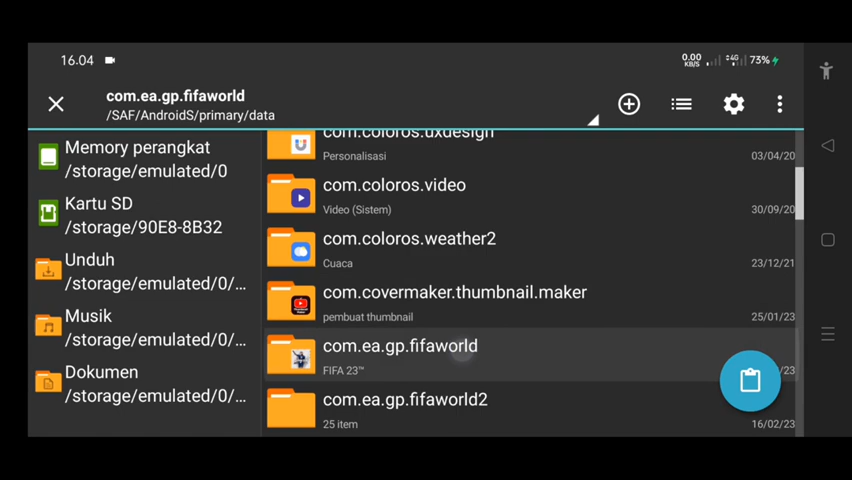 16.04
0.00
KB/S
4G
73%
com.ea.gp.fifaworld
/SAF/AndroidS/primary/data
Memory perangkat
/storage/emulated/0
Kartu SD
/storage/90E8-8B32
Unduh
/storage/emulated/0/...
Musik
/storage/emulated/0/...
Dokumen
/storage/emulated/0/...
com.coloros.uxdesign
Personalisasi
03/04/20
com.coloros.video
Video (Sistem)
30/09/20
com.coloros.weather2
Cuaca
23/12/21
com.covermaker.thumbnail.maker
pembuat thumbnail
25/01/23
com.ea.gp.fifaworld
FIFA 23™
com.ea.gp.fifaworld2
25 item
16/02/23